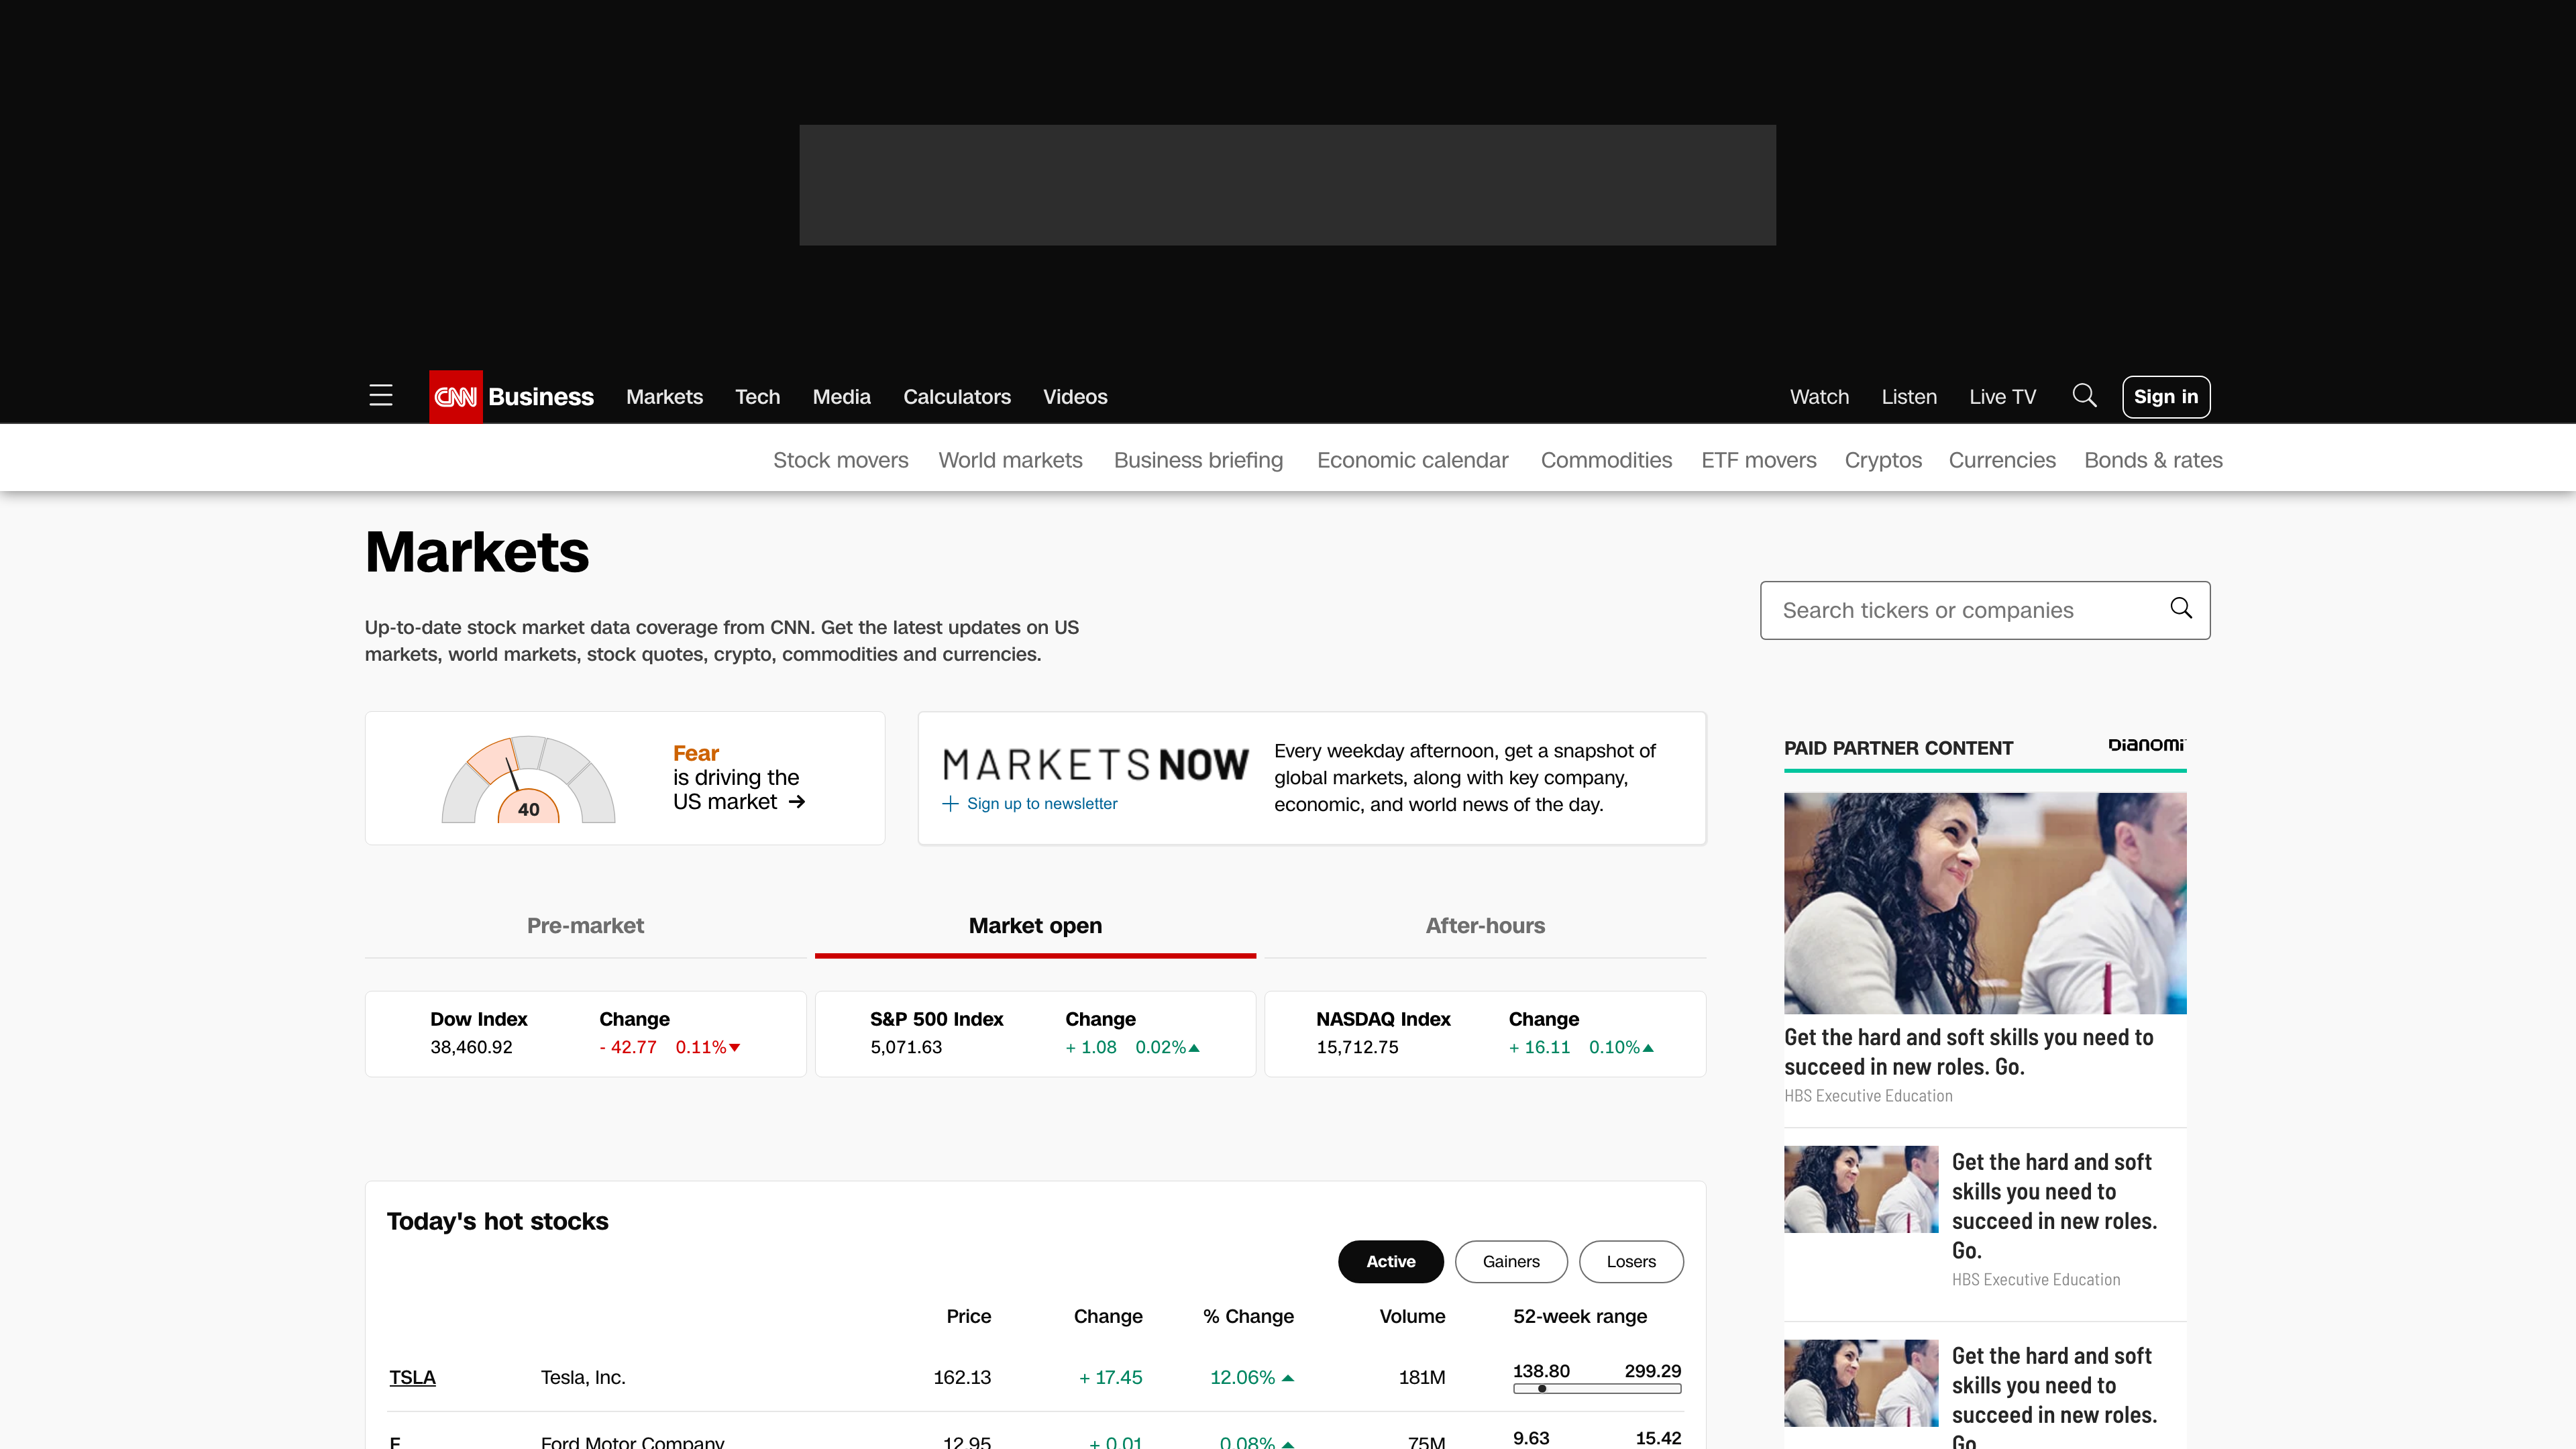 CNN Business Markets Tech Media Calculators Videos Watch Listen Live TV Sign in
Stock movers World markets Business briefing Economic calendar Commodities ETF movers Cryptos Currencies Bonds & rates
Markets
Up-to-date stock market data coverage from CNN. Get the latest updates on US
markets, world markets, stock quotes, crypto, commodities and currencies.
Search tickers or companies
40
Fear
is driving the
US market →
MARKETS NOW
Sign up to newsletter
Every weekday afternoon, get a snapshot of
global markets, along with key company,
economic, and world news of the day.
Pre-market Market open After-hours
Dow Index Change
38,460.92 - 42.77 0.11%
S&P 500 Index Change
5,071.63 + 1.08 0.02%
NASDAQ Index Change
15,712.75 + 16.11 0.10%
Today's hot stocks
Active Gainers Losers
Price Change % Change Volume 52-week range
TSLA Tesla, Inc. 162.13 + 17.45 12.06% 181M 138.80 299.29
F Ford Motor Company 12.95 + 0.01 0.08% 75M 9.63 15.42
PAID PARTNER CONTENT Dianomi
Get the hard and soft skills you need to
succeed in new roles. Go.
HBS Executive Education
Get the hard and soft
skills you need to
succeed in new roles.
Go.
HBS Executive Education
Get the hard and soft
skills you need to
succeed in new roles.
Go.